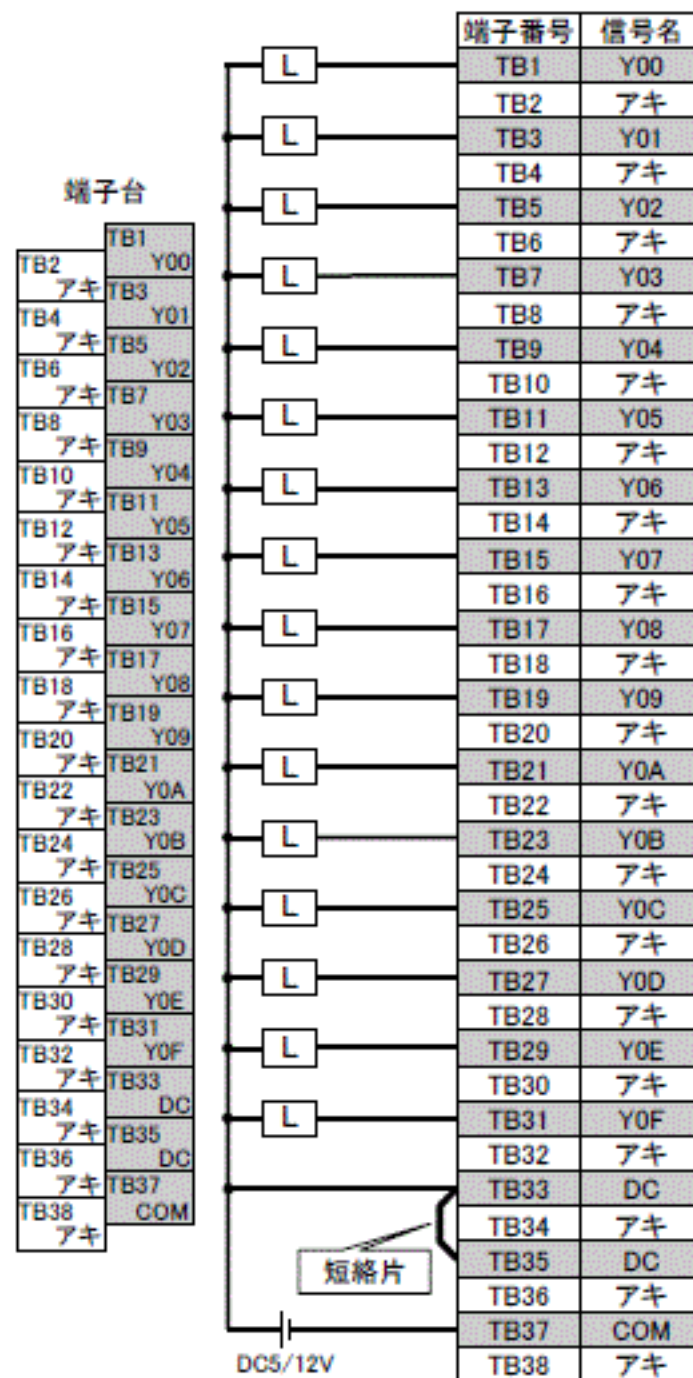 端子台
TB1
Y00
TB2
アキ
TB3
Y01
TB4
アキ
TB5
Y02
TB6
アキ
TB7
Y03
TB8
アキ
TB9
Y04
TB10
アキ
TB11
Y05
TB12
アキ
TB13
Y06
TB14
アキ
TB15
Y07
TB16
アキ
TB17
Y08
TB18
アキ
TB19
Y09
TB20
アキ
TB21
Y0A
TB22
アキ
TB23
Y0B
TB24
アキ
TB25
Y0C
TB26
アキ
TB27
Y0D
TB28
アキ
TB29
Y0E
TB30
アキ
TB31
Y0F
TB32
アキ
TB33
DC
TB34
アキ
TB35
DC
TB36
アキ
TB37
COM
TB38
アキ
端子番号 信号名
L TB1 Y00
TB2 アキ
L TB3 Y01
TB4 アキ
L TB5 Y02
TB6 アキ
L TB7 Y03
TB8 アキ
L TB9 Y04
TB10 アキ
L TB11 Y05
TB12 アキ
L TB13 Y06
TB14 アキ
L TB15 Y07
TB16 アキ
L TB17 Y08
TB18 アキ
L TB19 Y09
TB20 アキ
L TB21 Y0A
TB22 アキ
L TB23 Y0B
TB24 アキ
L TB25 Y0C
TB26 アキ
L TB27 Y0D
TB28 アキ
L TB29 Y0E
TB30 アキ
L TB31 Y0F
TB32 アキ
TB33 DC
TB34 アキ
短絡片
TB35 DC
TB36 アキ
TB37 COM
DC5/12V
TB38 アキ